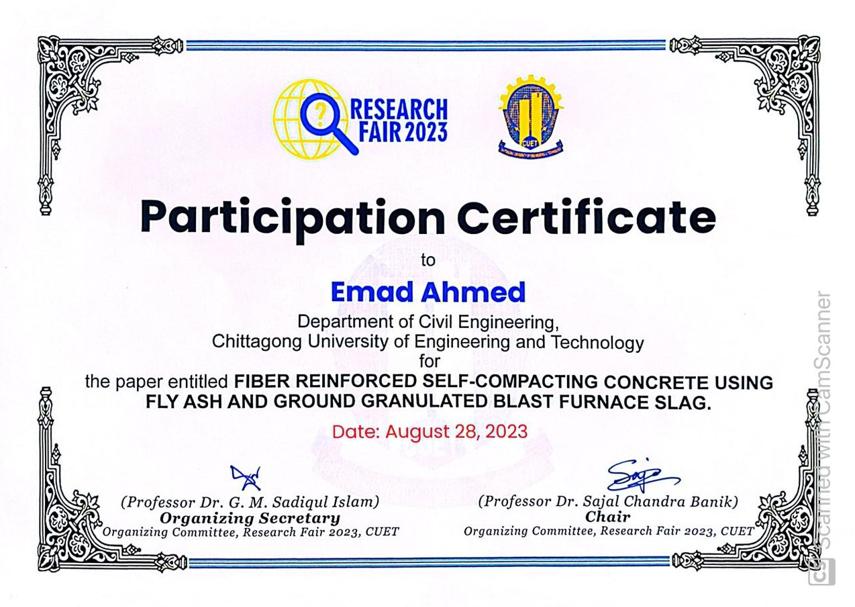 RESEARCH
FAIR 2023
CUET
Participation Certificate
to
Emad Ahmed
Department of Civil Engineering,
Chittagong University of Engineering and Technology
for
the paper entitled FIBER REINFORCED SELF-COMPACTING CONCRETE USING
FLY ASH AND GROUND GRANULATED BLAST FURNACE SLAG.
Date: August 28, 2023
(Professor Dr. G. M. Sadiqul Islam)
Organizing Secretary
Organizing Committee, Research Fair 2023, CUET
(Professor Dr. Sajal Chandra Banik)
Chair
Organizing Committee, Research Fair 2023, CUET
CS Scanned with CamScanner